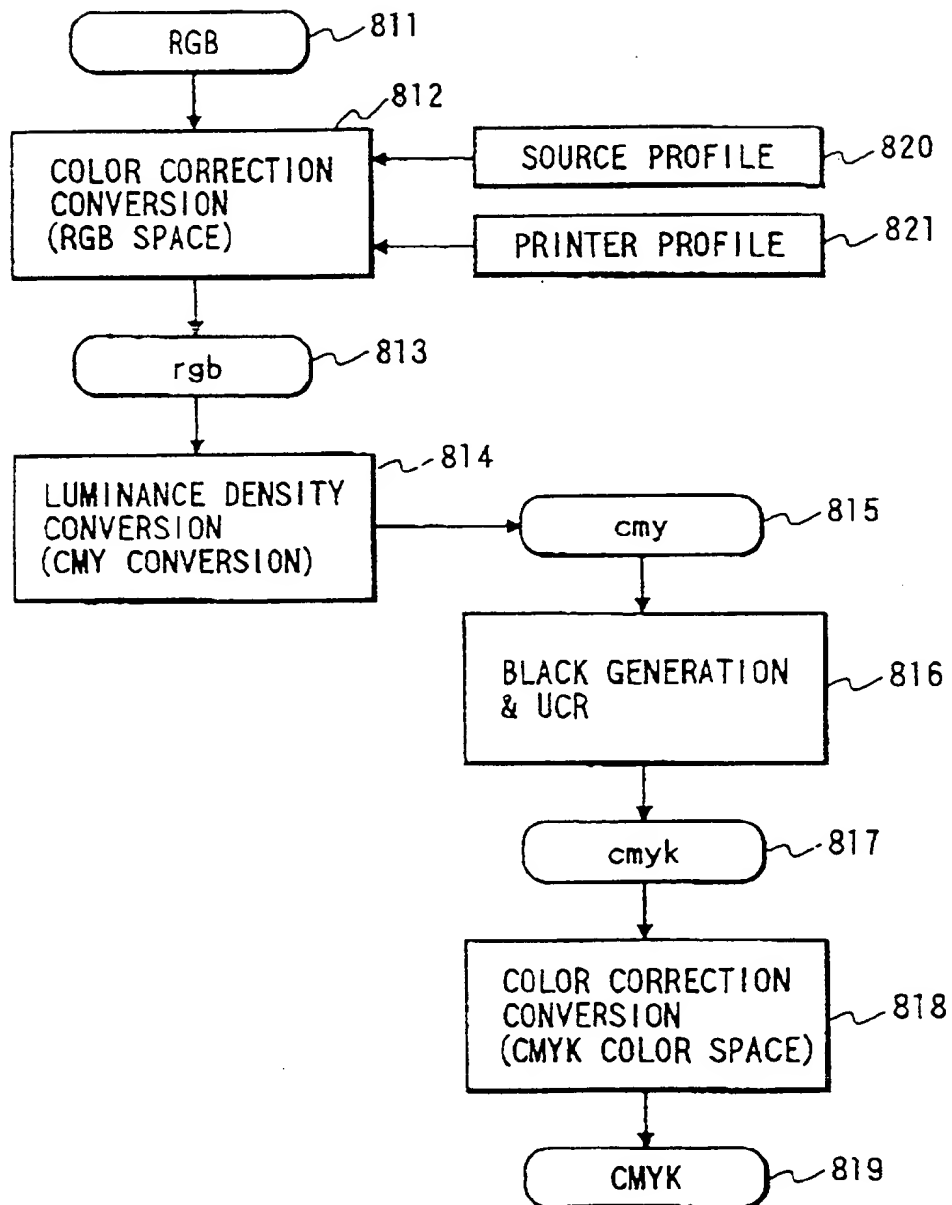 RGB
811
812
COLOR CORRECTION
CONVERSION
(RGB SPACE)
SOURCE PROFILE
820
PRINTER PROFILE
821
rgb
813
814
LUMINANCE DENSITY
CONVERSION
(CMY CONVERSION)
cmy
815
BLACK GENERATION
& UCR
816
cmyk
817
COLOR CORRECTION
CONVERSION
(CMYK COLOR SPACE)
818
CMYK
819